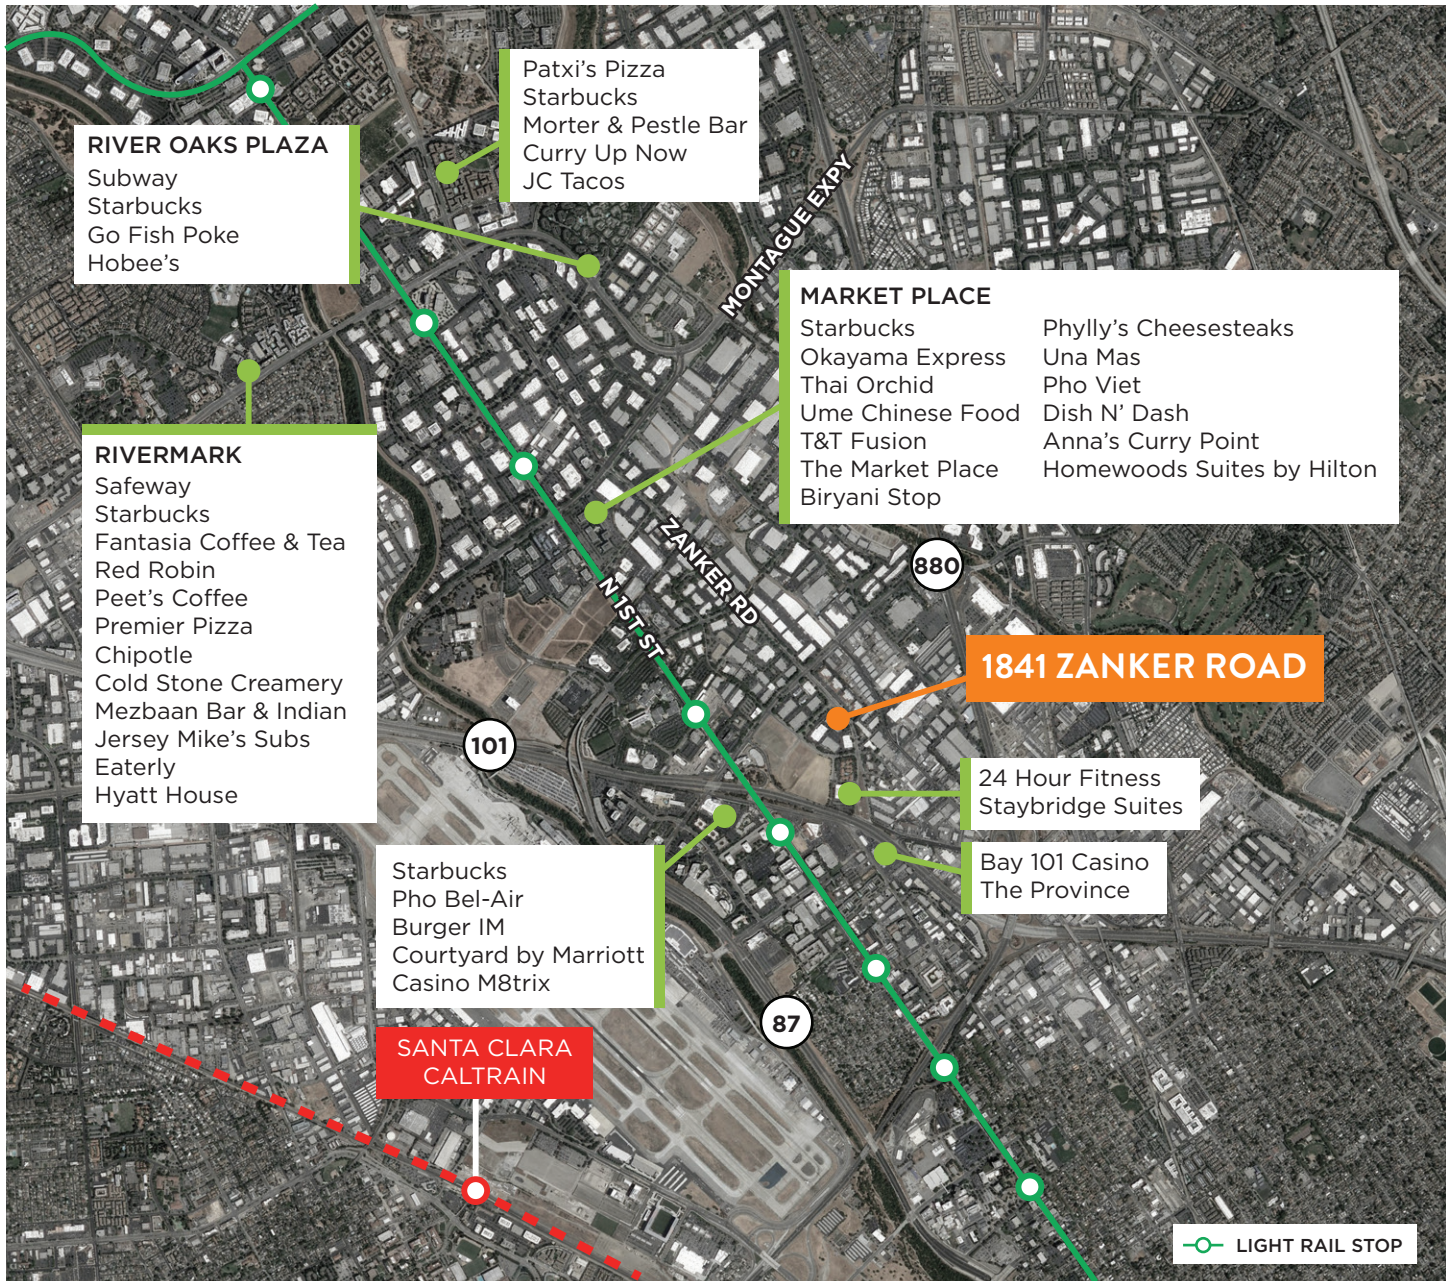 Patxi's Pizza
Starbucks
Morter & Pestle Bar
Curry Up Now
JC Tacos
RIVER OAKS PLAZA
Subway
Starbucks
Go Fish Poke
Hobee's
MONTAGUE EXPY
MARKET PLACE
Starbucks
Okayama Express
Thai Orchid
Ume Chinese Food
T&T Fusion
The Market Place
Biryani Stop
Phylly's Cheesesteaks
Una Mas
Pho Viet
Dish N' Dash
Anna's Curry Point
Homewoods Suites by Hilton
RIVERMARK
Safeway
Starbucks
Fantasia Coffee & Tea
Red Robin
Peet's Coffee
Premier Pizza
Chipotle
Cold Stone Creamery
Mezbaan Bar & Indian
Jersey Mike's Subs
Eaterly
Hyatt House
ZANKER RD
N 1ST ST
880
1841 ZANKER ROAD
101
24 Hour Fitness
Staybridge Suites
Bay 101 Casino
The Province
Starbucks
Pho Bel-Air
Burger IM
Courtyard by Marriott
Casino M8trix
87
SANTA CLARA
CALTRAIN
LIGHT RAIL STOP